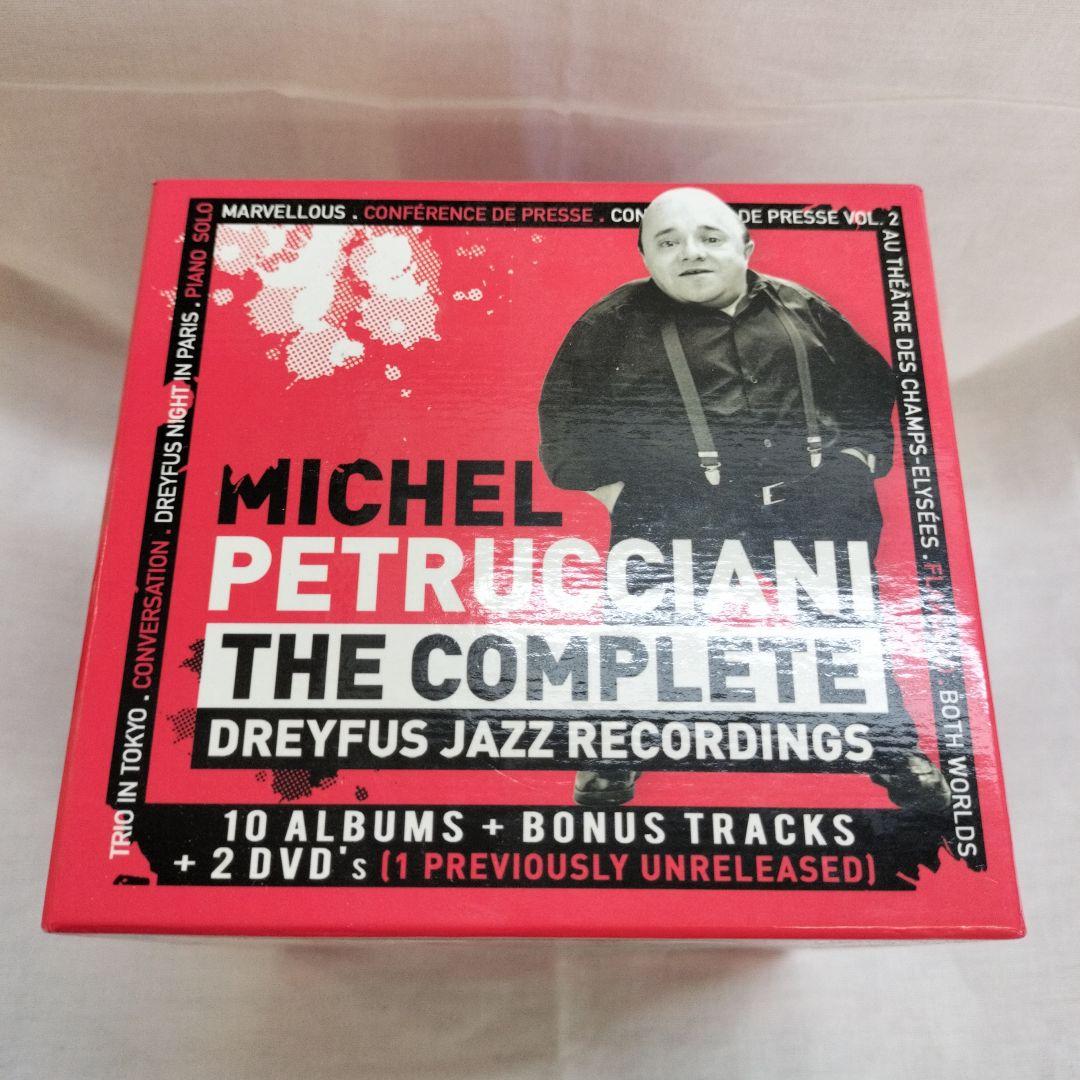 MARVELLOUS . CONFÉRENCE DE PRESSE . CON DE PRESSE VOL. 2
AU THÉÂTRE DES CHAMPS-ELYSÉES .
BOTH WORLDS
TRIO IN TOKYO . CONVERSATION . DREYFUS NIGHT IN PARIS . PIANO SOLO
MICHEL
PETRUCCIANI
THE COMPLETE
DREYFUS JAZZ RECORDINGS
10 ALBUMS + BONUS TRACKS
+ 2 DVD's (1 PREVIOUSLY UNRELEASED)